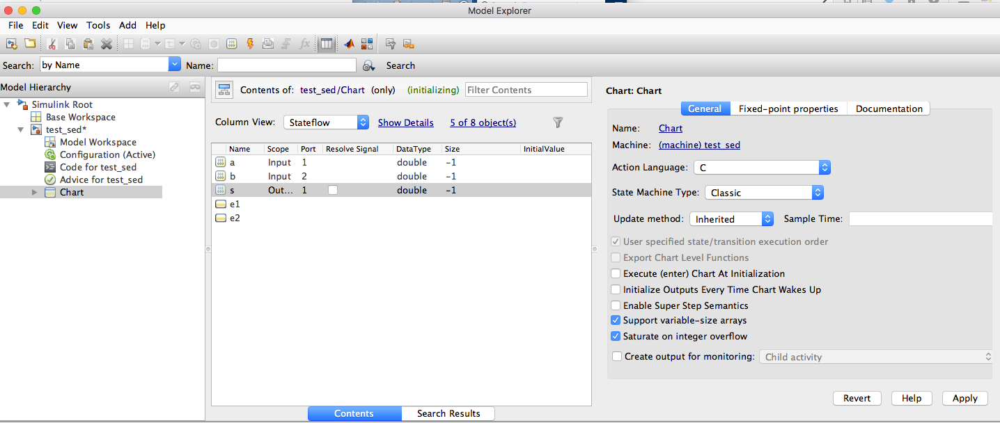 Model Explorer
File Edit View Tools Add Help
Search: by Name Name: Search
Model Hierarchy
Simulink Root
Base Workspace
test_sed*
Model Workspace
Configuration (Active)
Code for test_sed
Advice for test_sed
Chart
Contents of: test_sed/Chart (only) (initializing) Filter Contents
Column View: Stateflow Show Details 5 of 8 object(s)
Name Scope Port Resolve Signal DataType Size InitialValue
a Input 1 double -1
b Input 2 double -1
s Out... 1 double -1
e1
e2
Contents Search Results
Chart: Chart
General Fixed-point properties Documentation
Name: Chart
Machine: (machine) test_sed
Action Language: C
State Machine Type: Classic
Update method: Inherited Sample Time:
User specified state/transition execution order
Export Chart Level Functions
Execute (enter) Chart At Initialization
Initialize Outputs Every Time Chart Wakes Up
Enable Super Step Semantics
Support variable-size arrays
Saturate on integer overflow
Create output for monitoring: Child activity
Revert Help Apply